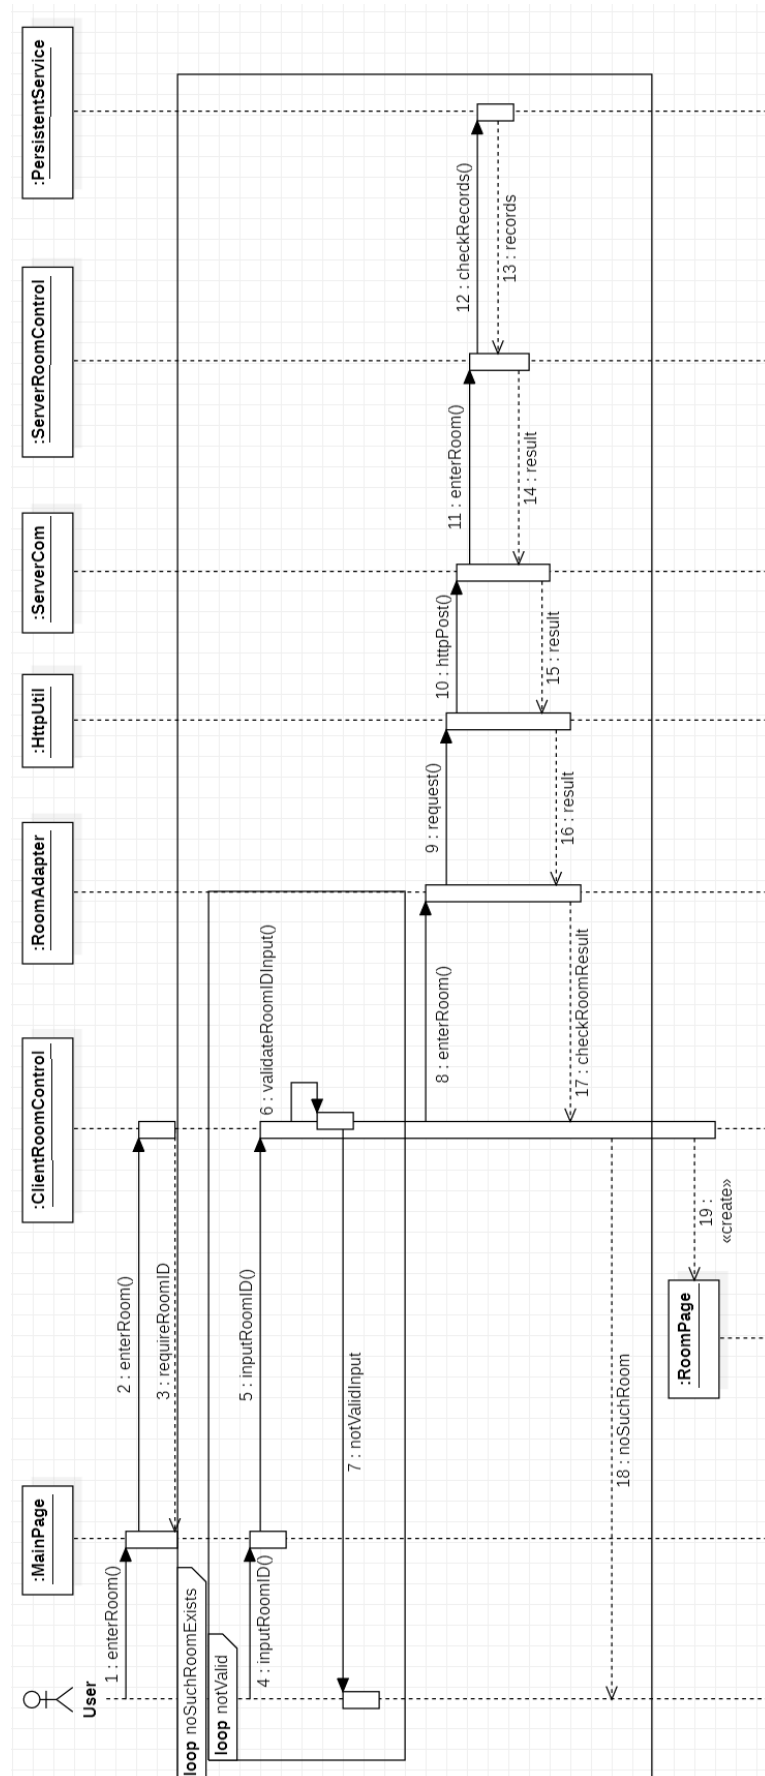 User
:MainPage
:ClientRoomControl
:RoomAdapter
:HttpUtil
:ServerCom
:ServerRoomControl
:PersistentService
1 : enterRoom()
2 : enterRoom()
3 : requireRoomID
loop noSuchRoomExists
loop notValid
4 : inputRoomID()
5 : inputRoomID()
6 : validateRoomIDInput()
7 : notValidInput
8 : enterRoom()
9 : request()
10 : httpPost()
11 : enterRoom()
12 : checkRecords()
13 : records
14 : result
15 : result
16 : result
17 : checkRoomResult
18 : noSuchRoom
19 :
«create»
:RoomPage